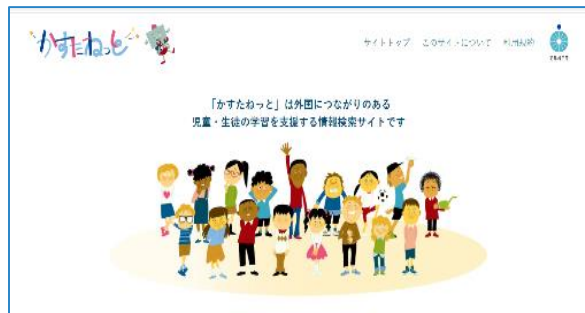 かすたねっと
サイトトップ このサイトについて 利用規約
「かすたねっと」は外国につながりのある
児童・生徒の学習を支援する情報検索サイトです